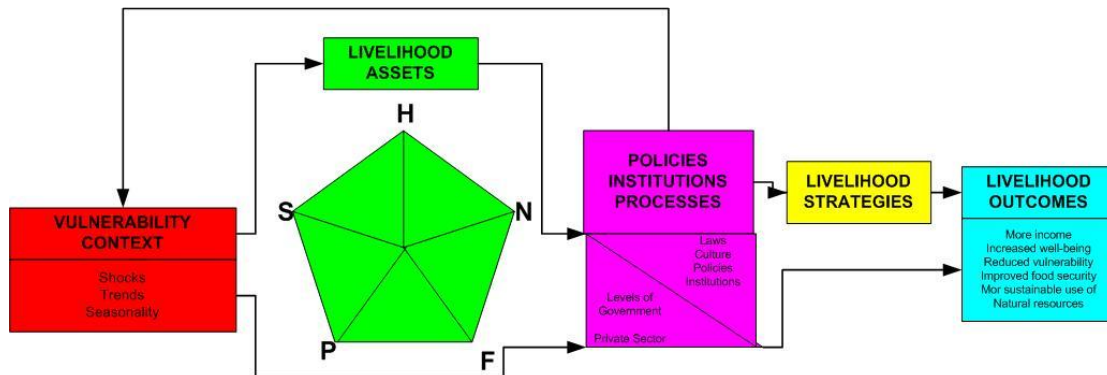 LIVELIHOOD
ASSETS
H
S
N
P
F
VULNERABILITY
CONTEXT
Shocks
Trends
Seasonality
POLICIES
INSTITUTIONS
PROCESSES
Laws
Culture
Policies
Institutions
Levels of
Government
Private Sector
LIVELIHOOD
STRATEGIES
LIVELIHOOD
OUTCOMES
More income
Increased well-being
Reduced vulnerability
Improved food security
Mor sustainable use of
Natural resources